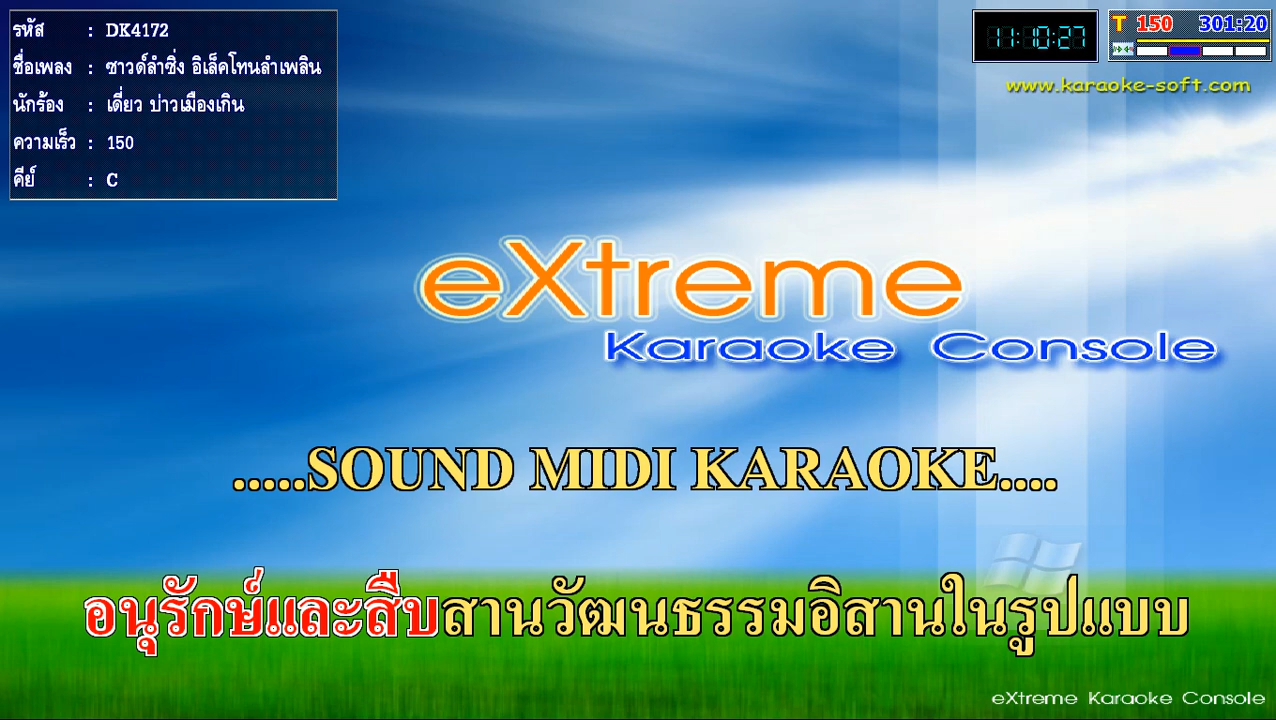 รหัส : DK4172
ชื่อเพลง : ซาวด์ลำซิ่ง อิเล็คโทนลำเพลิน
นักร้อง : เดี่ยว บ่าวเมืองเกิน
ความเร็ว : 150
คีย์ : C
11:10:27
T 150 301:20
www.karaoke-soft.com
eXtreme
Karaoke Console
.....SOUND MIDI KARAOKE....
อนุรักษ์และสืบสานวัฒนธรรมอิสานในรูปแบบ
eXtreme Karaoke Console